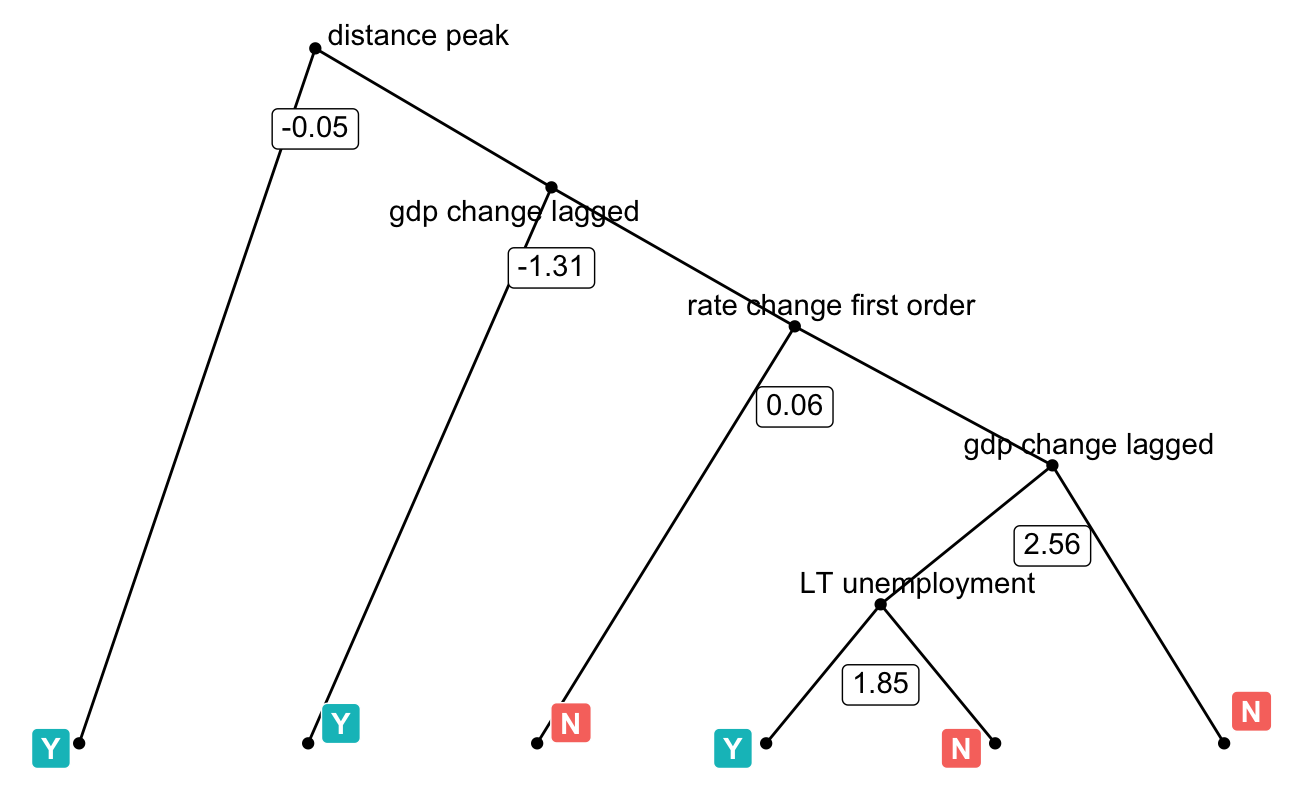 distance peak
-0.05
gdp change lagged
-1.31
rate change first order
0.06
gdp change lagged
2.56
LT unemployment
1.85
Y
Y
N
Y
N
N